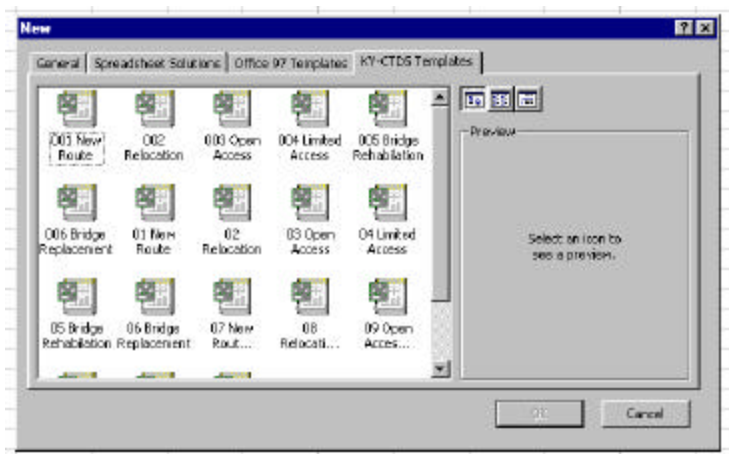 New
General Spreadsheet Solutions Office 97 Templates KY-CTDS Templates
001 New Route
002 Relocation
003 Open Access
004 Limited Access
005 Bridge Rehabilation
Preview
006 Bridge Replacement
01 New Route
02 Relocation
03 Open Access
04 Limited Access
Select an icon to
see a preview.
05 Bridge Rehabilation
06 Bridge Replacement
07 New Rout...
08 Relocati...
09 Open Acces...
OK Cancel